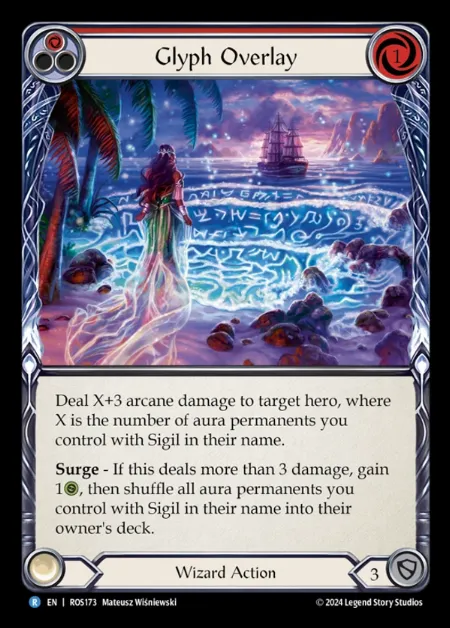 Glyph Overlay
1
Deal X+3 arcane damage to target hero, where
X is the number of aura permanents you
control with Sigil in their name.
Surge - If this deals more than 3 damage, gain
1, then shuffle all aura permanents you
control with Sigil in their name into their
owner's deck.
Wizard Action
3
R EN | ROS173 Mateusz Wiśniewski
© 2024 Legend Story Studios